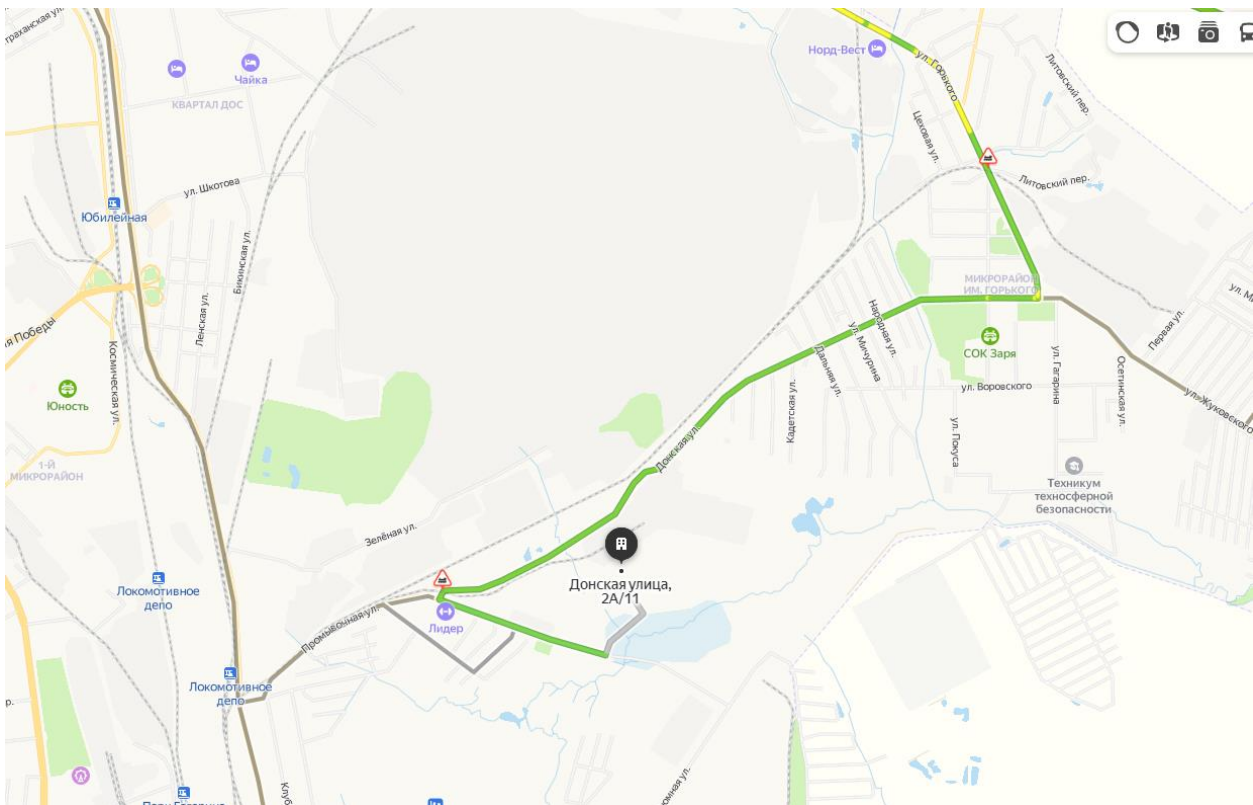 Норд-Вест
ул. Горького
Литовский пер.
Чайка
КВАРТАЛ ДОС
Цеховая ул.
ул. Шкотова
Литовский пер.
Юбилейная
Бикинская ул.
Ленская ул.
МИКРОРАЙОН
ИМ. ГОРЬКОГО
Победы
Космическая ул.
Народная ул.
ул. Мичурина
Дальняя ул.
Первая ул.
СОК Заря
Юность
Кадетская ул.
ул. Воровского
ул. Гагарина
Осетинская ул.
ул. Жуковского
ул. Покуса
Донская ул.
1-Й
МИКРОРАЙОН
Техникум
техносферной
безопасности
Зелёная ул.
Локомотивное
депо
Донская улица,
2А/11
Промывочная ул.
Лидер
Локомотивное
депо